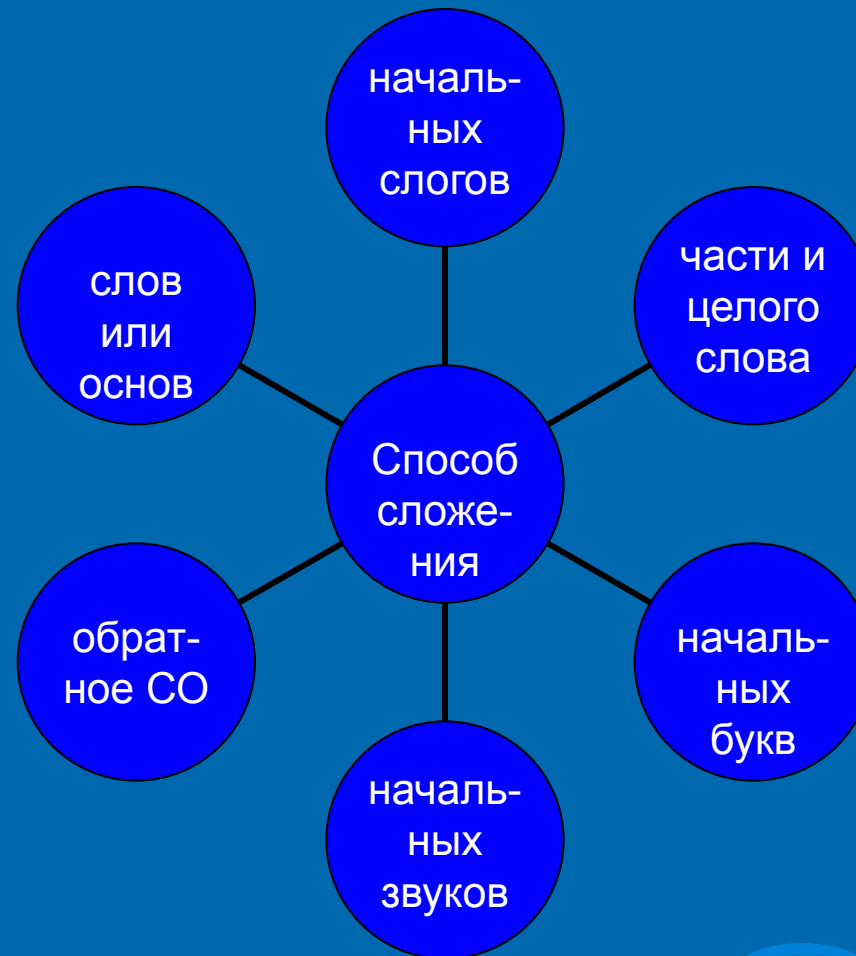 началь-
ных
слогов
слов
или
основ
части и
целого
слова
Способ
сложе-
ния
обрат-
ное СО
началь-
ных
букв
началь-
ных
звуков